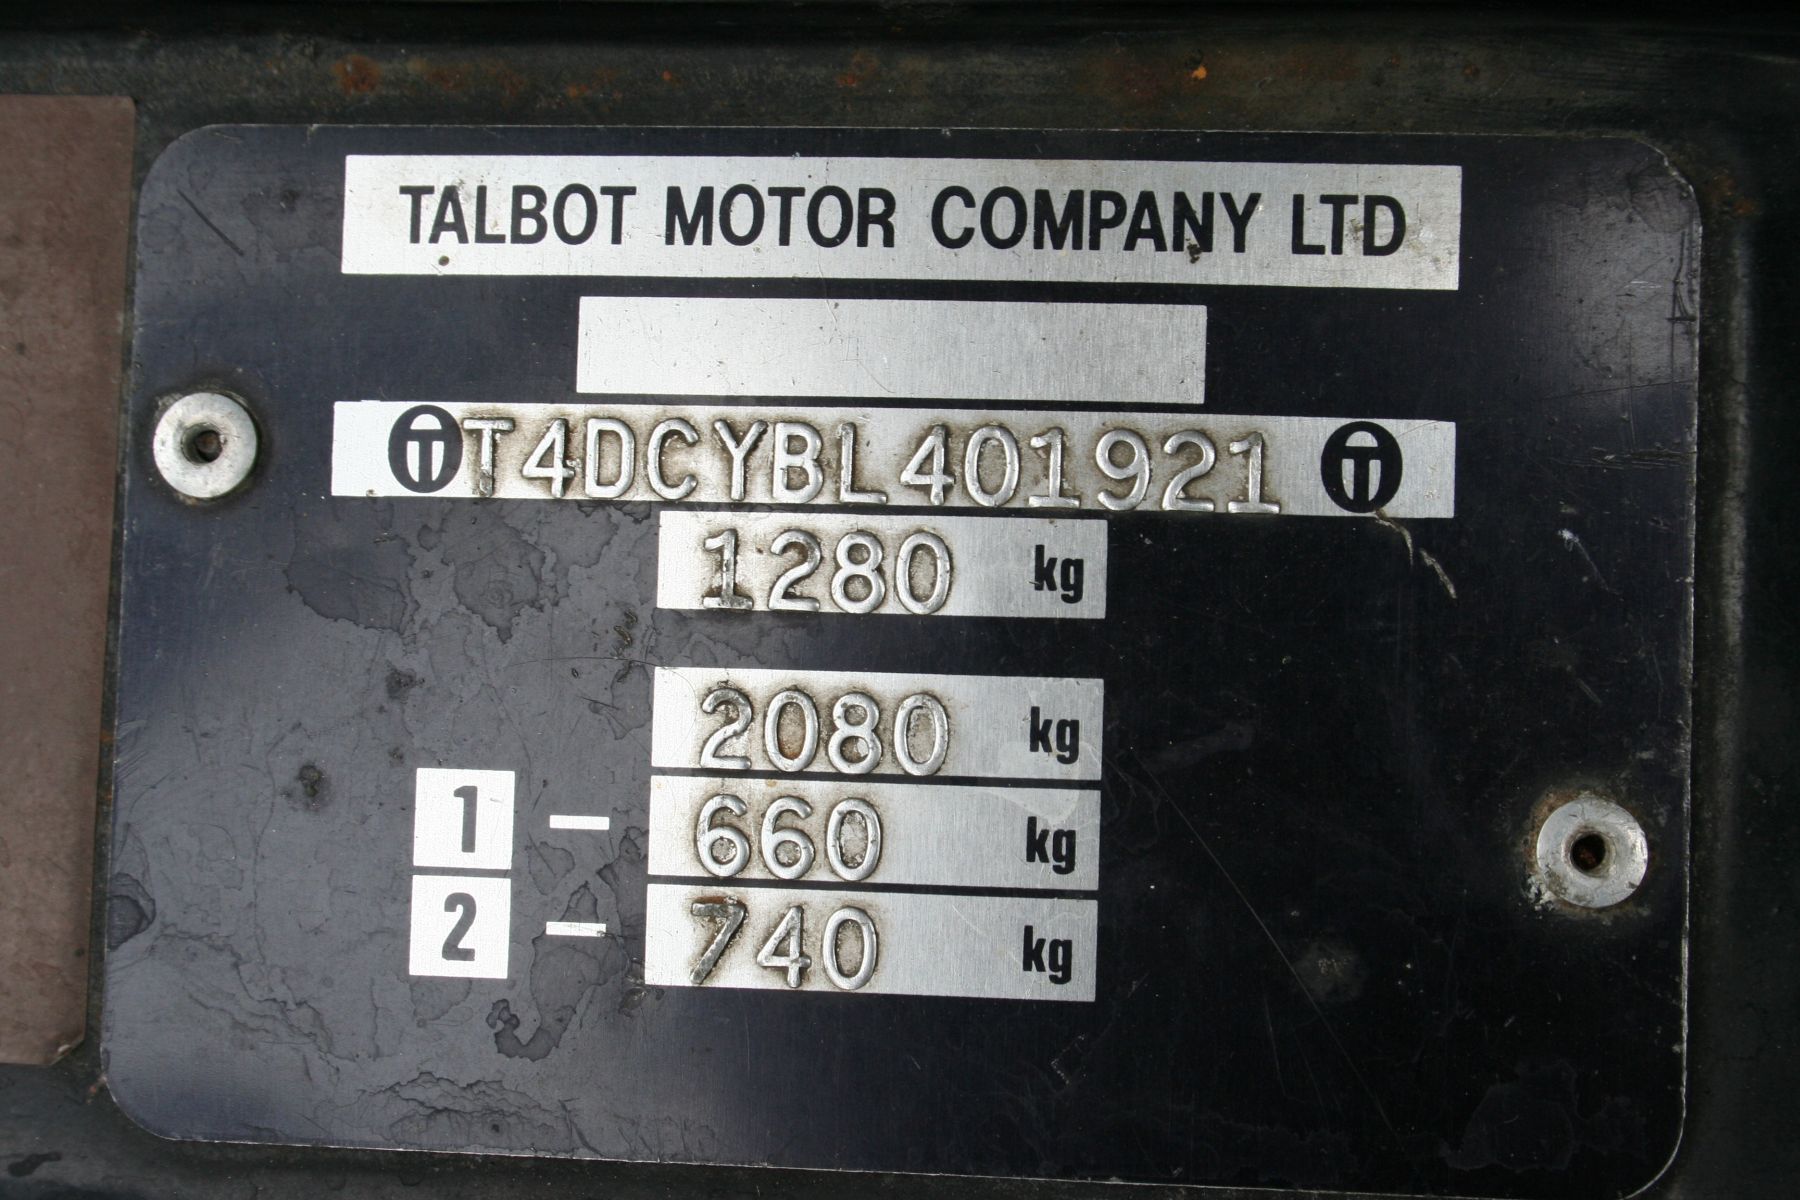 TALBOT MOTOR COMPANY LTD
T4DCYBL401921
1280 kg
2080 kg
1 - 660 kg
2 - 740 kg